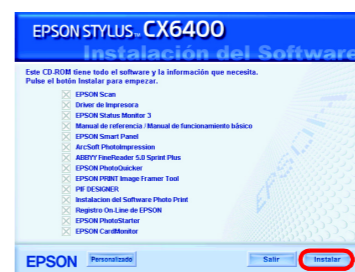 EPSON STYLUS™ CX6400
Instalación del Software
Este CD-ROM tiene todo el software y la información que necesita.
Pulse el botón Instalar para empezar.
EPSON Scan
Driver de Impresora
EPSON Status Monitor 3
Manual de referencia / Manual de funcionamiento básico
EPSON Smart Panel
ArcSoft PhotoImpression
ABBYY FineReader 5.0 Sprint Plus
EPSON PhotoQuicker
EPSON PRINT Image Framer Tool
PIF DESIGNER
Instalacion del Software Photo Print
Registro On-Line de EPSON
EPSON PhotoStarter
EPSON CardMonitor
EPSON
Personalizado
Salir
Instalar